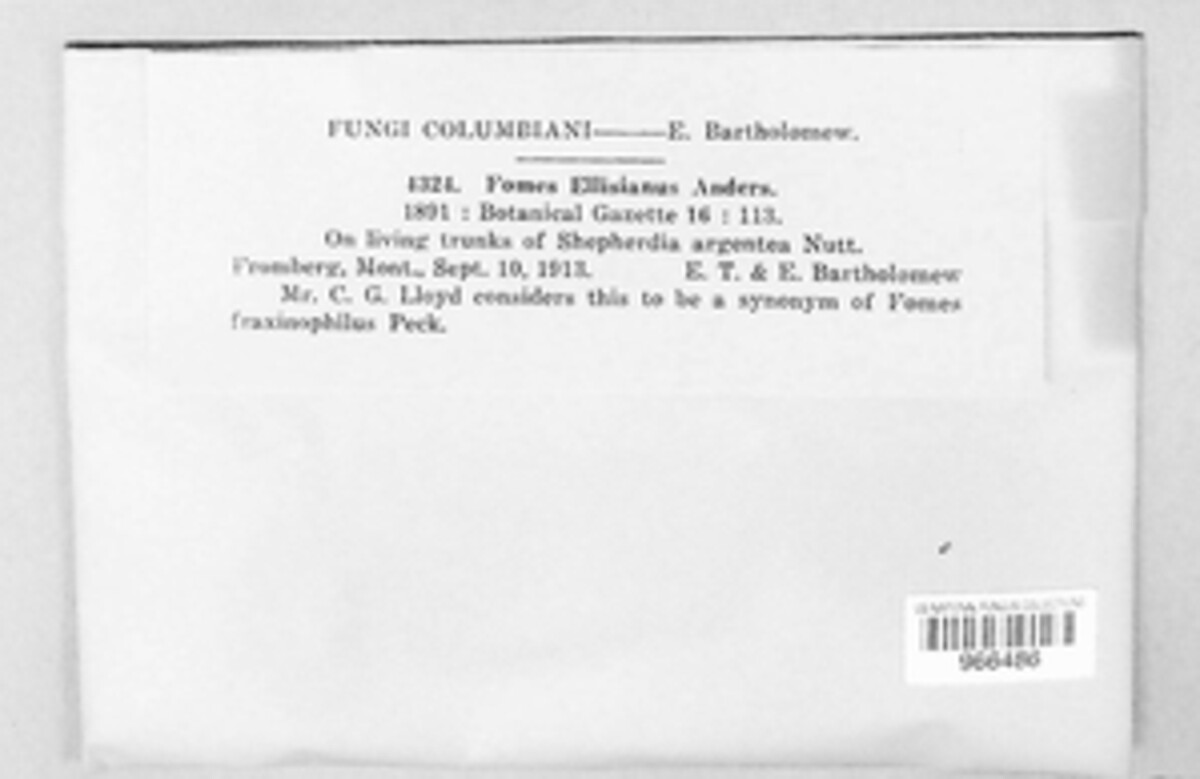 FUNGI COLUMBIANI——E. Bartholomew.
4324. Fomes Ellisianus Anders.
1891 : Botanical Gazette 16 : 113.
On living trunks of Shepherdia argentea Nutt.
Fromberg, Mont., Sept. 10, 1913. E. T. & E. Bartholomew
Mr. C. G. Lloyd considers this to be a synonym of Fomes
fraxinophilus Peck.
966486